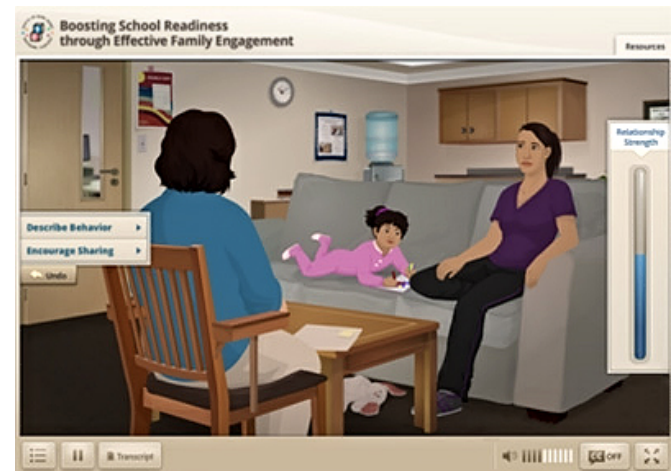 Boosting School Readiness
through Effective Family Engagement
Resources
Relationship
Strength
Describe Behavior
Encourage Sharing
Undo
Transcript
CC OFF